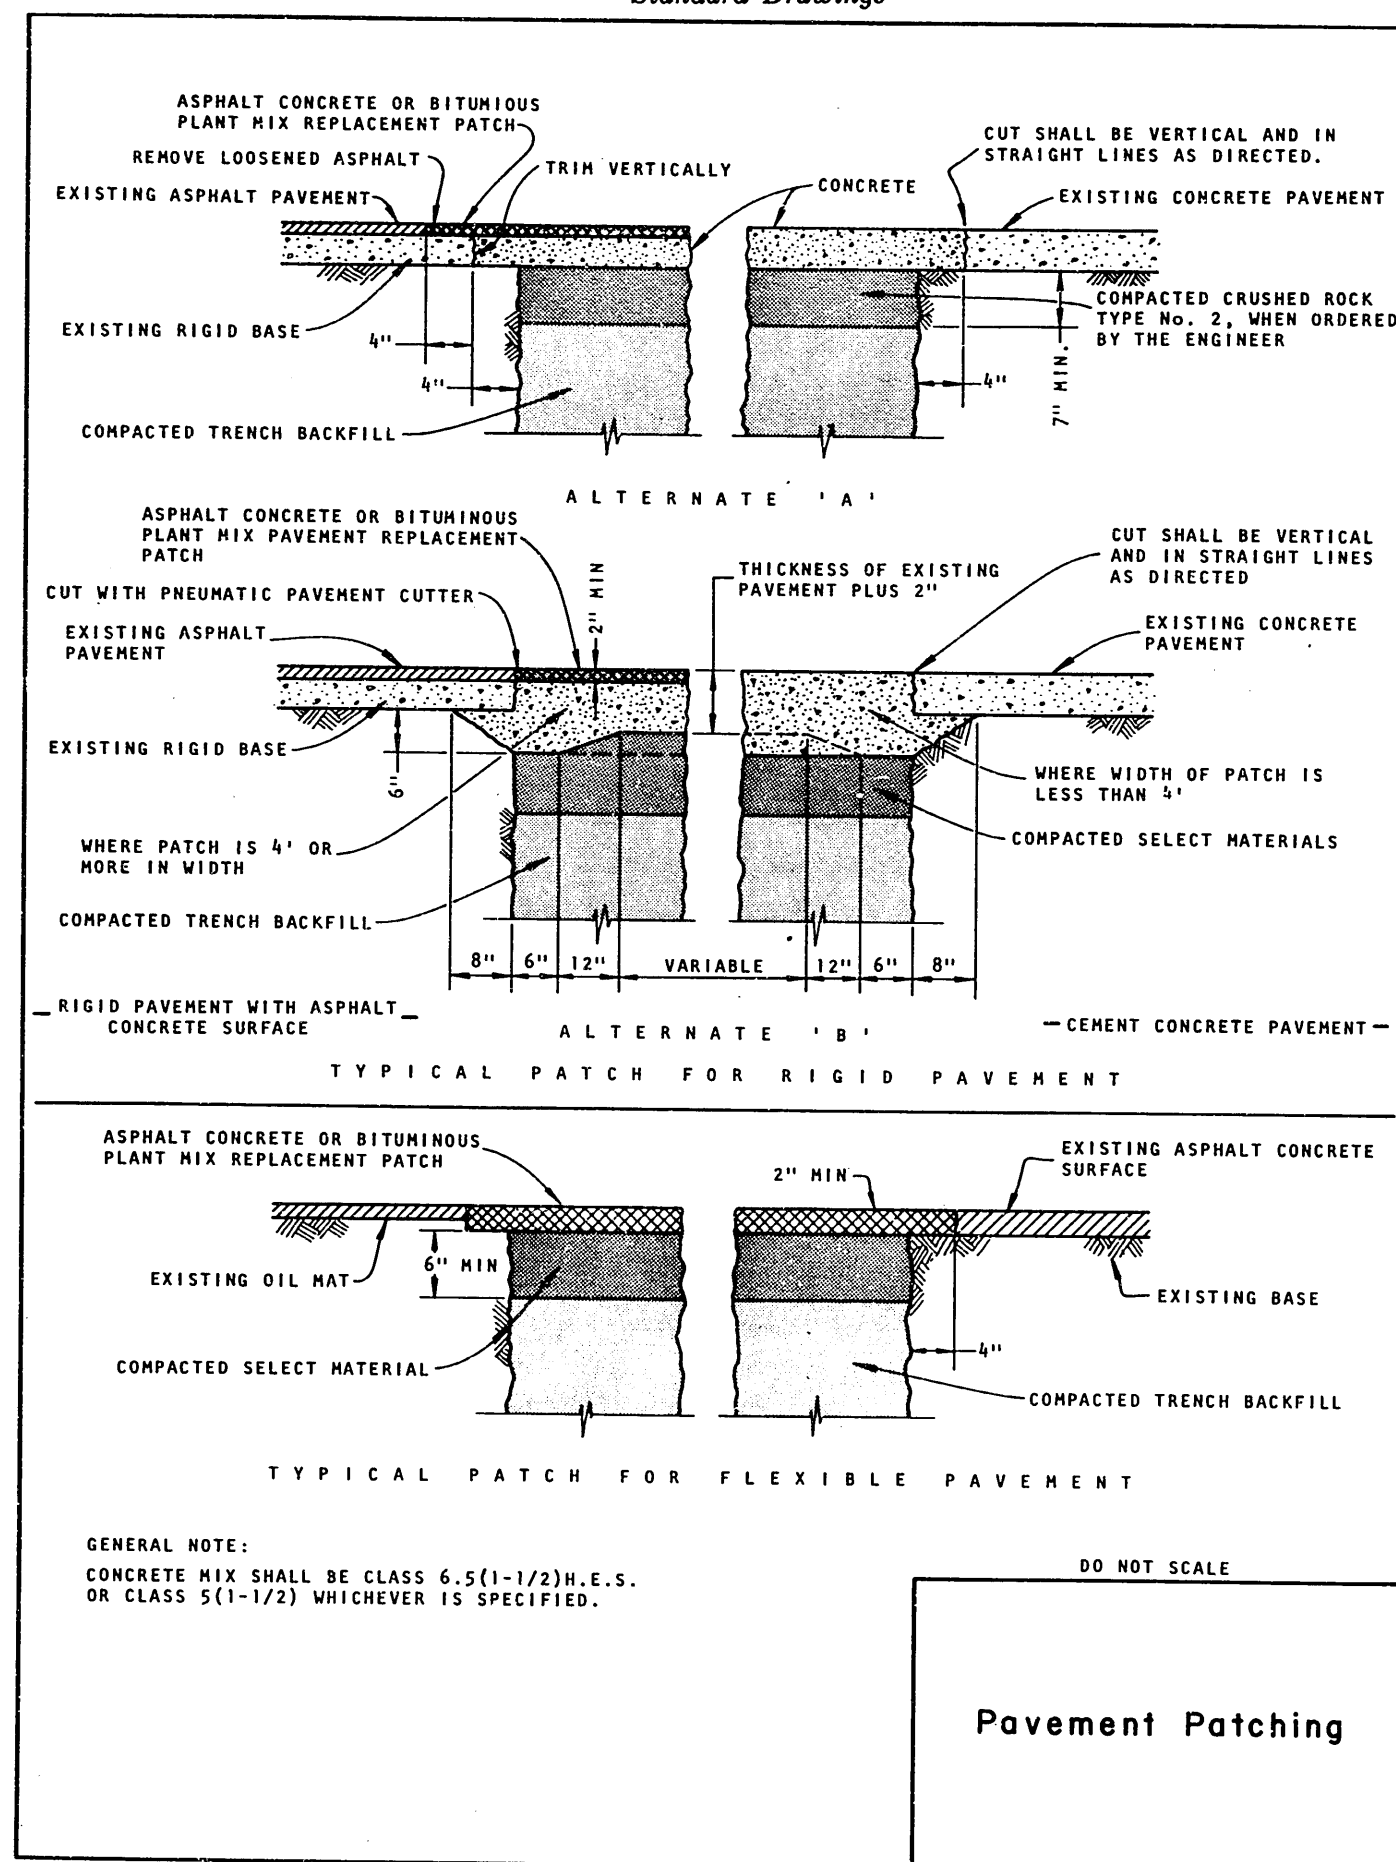 Standard Drawings
ASPHALT CONCRETE OR BITUMIOUS
PLANT MIX REPLACEMENT PATCH
REMOVE LOOSENED ASPHALT
TRIM VERTICALLY
EXISTING ASPHALT PAVEMENT
CONCRETE
CUT SHALL BE VERTICAL AND IN
STRAIGHT LINES AS DIRECTED.
EXISTING CONCRETE PAVEMENT
EXISTING RIGID BASE
4"
4"
COMPACTED TRENCH BACKFILL
COMPACTED CRUSHED ROCK
TYPE No. 2, WHEN ORDERED
BY THE ENGINEER
4"
7" MIN.
ALTERNATE 'A'
ASPHALT CONCRETE OR BITUMINOUS
PLANT MIX PAVEMENT REPLACEMENT
PATCH
CUT WITH PNEUMATIC PAVEMENT CUTTER
2" MIN
EXISTING ASPHALT
PAVEMENT
THICKNESS OF EXISTING
PAVEMENT PLUS 2"
CUT SHALL BE VERTICAL
AND IN STRAIGHT LINES
AS DIRECTED
EXISTING CONCRETE
PAVEMENT
EXISTING RIGID BASE
6"
WHERE PATCH IS 4' OR
MORE IN WIDTH
COMPACTED TRENCH BACKFILL
WHERE WIDTH OF PATCH IS
LESS THAN 4'
COMPACTED SELECT MATERIALS
8" 6" 12" VARIABLE 12" 6" 8"
RIGID PAVEMENT WITH ASPHALT
CONCRETE SURFACE
ALTERNATE 'B'
CEMENT CONCRETE PAVEMENT
TYPICAL PATCH FOR RIGID PAVEMENT
ASPHALT CONCRETE OR BITUMINOUS
PLANT MIX REPLACEMENT PATCH
2" MIN
EXISTING ASPHALT CONCRETE
SURFACE
6" MIN
EXISTING OIL MAT
EXISTING BASE
COMPACTED SELECT MATERIAL
4"
COMPACTED TRENCH BACKFILL
TYPICAL PATCH FOR FLEXIBLE PAVEMENT
GENERAL NOTE:
CONCRETE MIX SHALL BE CLASS 6.5(1-1/2)H.E.S.
OR CLASS 5(1-1/2) WHICHEVER IS SPECIFIED.
DO NOT SCALE
Pavement Patching